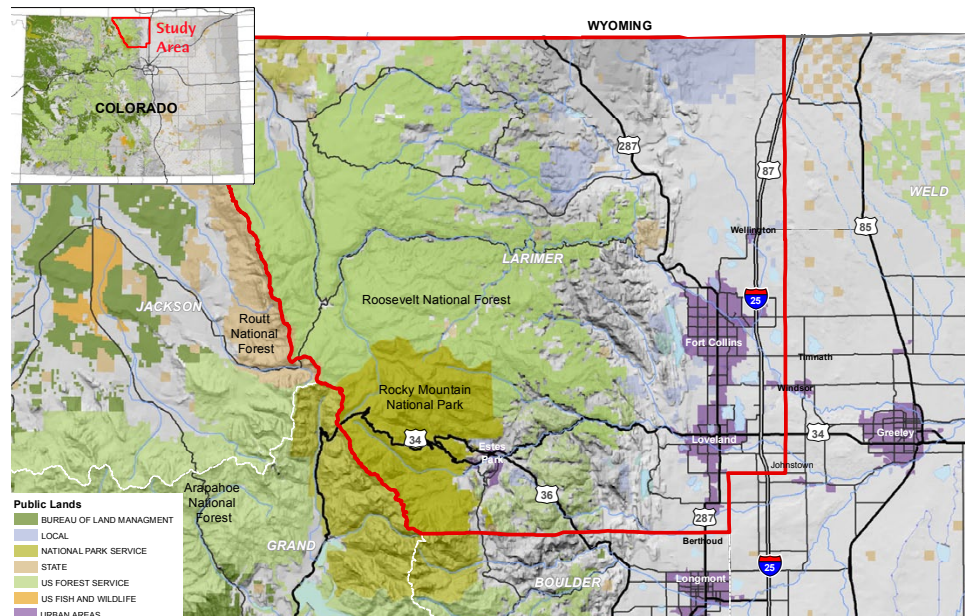 WYOMING
Study
Area
COLORADO
287
87
WELD
85
Wellington
LARIMER
JACKSON
Roosevelt National Forest
25
Routt
National
Forest
Fort Collins
Timnath
Rocky Mountain
National Park
Windsor
34
Estes
Park
Loveland
34
Greeley
Johnstown
36
Arapahoe
National
Forest
287
Berthoud
GRAND
25
BOULDER
Longmont
Public Lands
BUREAU OF LAND MANAGMENT
LOCAL
NATIONAL PARK SERVICE
STATE
US FOREST SERVICE
US FISH AND WILDLIFE
URBAN AREAS